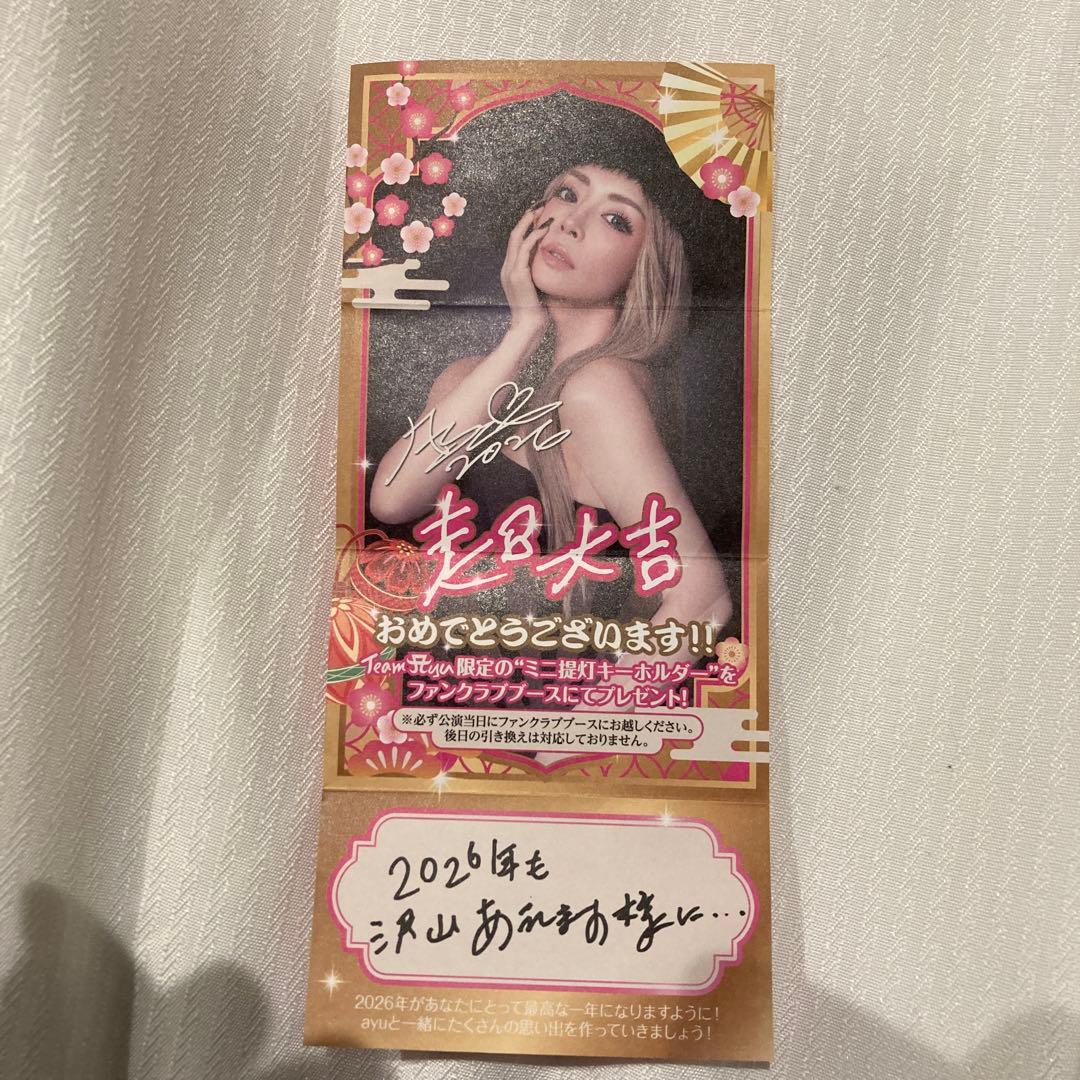 Ayu
2026
超大吉
おめでとうございます!!
TeamAyu限定の“ミニ提灯キーホルダー”を
ファンクラブブースにてプレゼント!
※必ず公演当日にファンクラブブースにお越しください。
後日の引き換えは対応しておりません。
2026年も
沢山あえます様に…
2026年があなたにとって最高な一年になりますように!
ayuと一緒にたくさんの思い出を作っていきましょう!